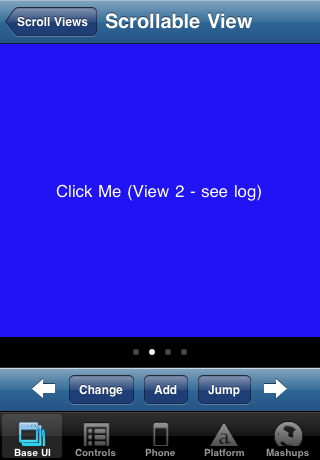 Scroll Views
Scrollable View
Click Me (View 2 - see log)
Change
Add
Jump
Base UI
Controls
Phone
Platform
Mashups